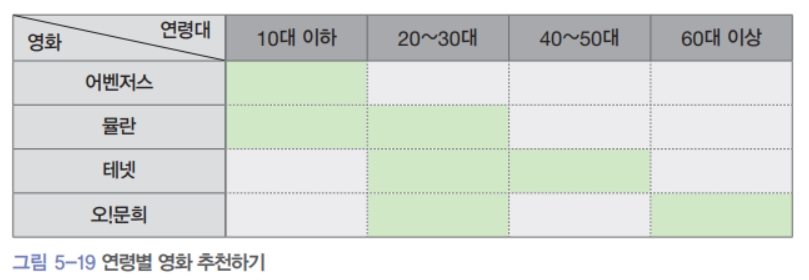 연령대
영화
10대 이하 20~30대 40~50대 60대 이상
어벤저스
뮬란
테넷
오!문희
그림 5-19 연령별 영화 추천하기